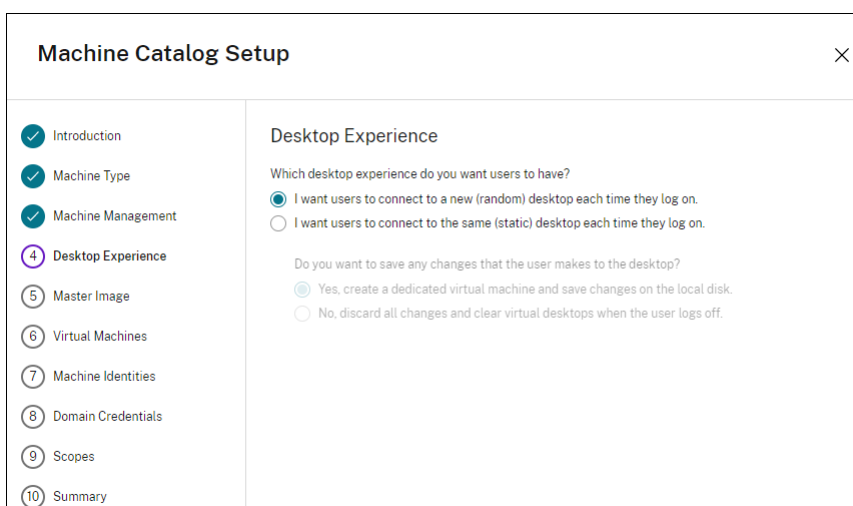 Machine Catalog Setup
Introduction
Machine Type
Machine Management
4 Desktop Experience
5 Master Image
6 Virtual Machines
7 Machine Identities
8 Domain Credentials
9 Scopes
10 Summary
Desktop Experience
Which desktop experience do you want users to have?
I want users to connect to a new (random) desktop each time they log on.
I want users to connect to the same (static) desktop each time they log on.
Do you want to save any changes that the user makes to the desktop?
Yes, create a dedicated virtual machine and save changes on the local disk.
No, discard all changes and clear virtual desktops when the user logs off.